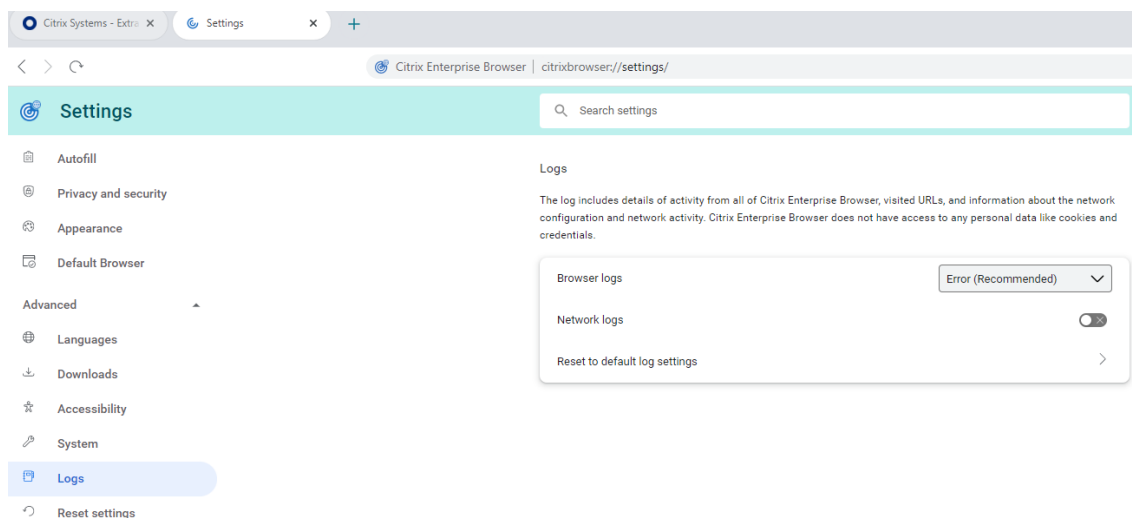 Citrix Systems - Extra
Settings
Citrix Enterprise Browser | citrixbrowser://settings/
Settings
Search settings
Autofill
Privacy and security
Appearance
Default Browser
Advanced
Languages
Downloads
Accessibility
System
Logs
Reset settings
Logs
The log includes details of activity from all of Citrix Enterprise Browser, visited URLs, and information about the network
configuration and network activity. Citrix Enterprise Browser does not have access to any personal data like cookies and
credentials.
Browser logs
Error (Recommended)
Network logs
Reset to default log settings